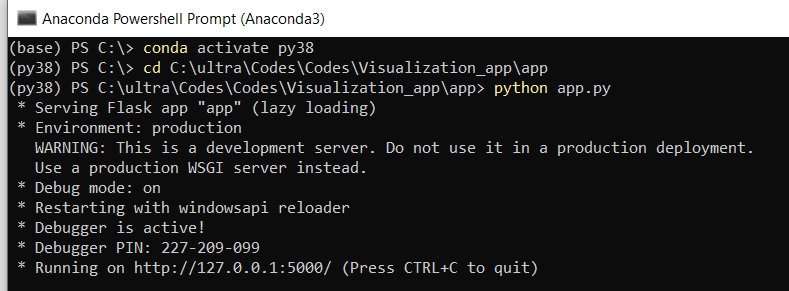 Anaconda Powershell Prompt (Anaconda3)
(base) PS C:\> conda activate py38
(py38) PS C:\> cd C:\ultra\Codes\Codes\Visualization_app\app
(py38) PS C:\ultra\Codes\Codes\Visualization_app\app> python app.py
 * Serving Flask app "app" (lazy loading)
 * Environment: production
   WARNING: This is a development server. Do not use it in a production deployment.
   Use a production WSGI server instead.
 * Debug mode: on
 * Restarting with windowsapi reloader
 * Debugger is active!
 * Debugger PIN: 227-209-099
 * Running on http://127.0.0.1:5000/ (Press CTRL+C to quit)